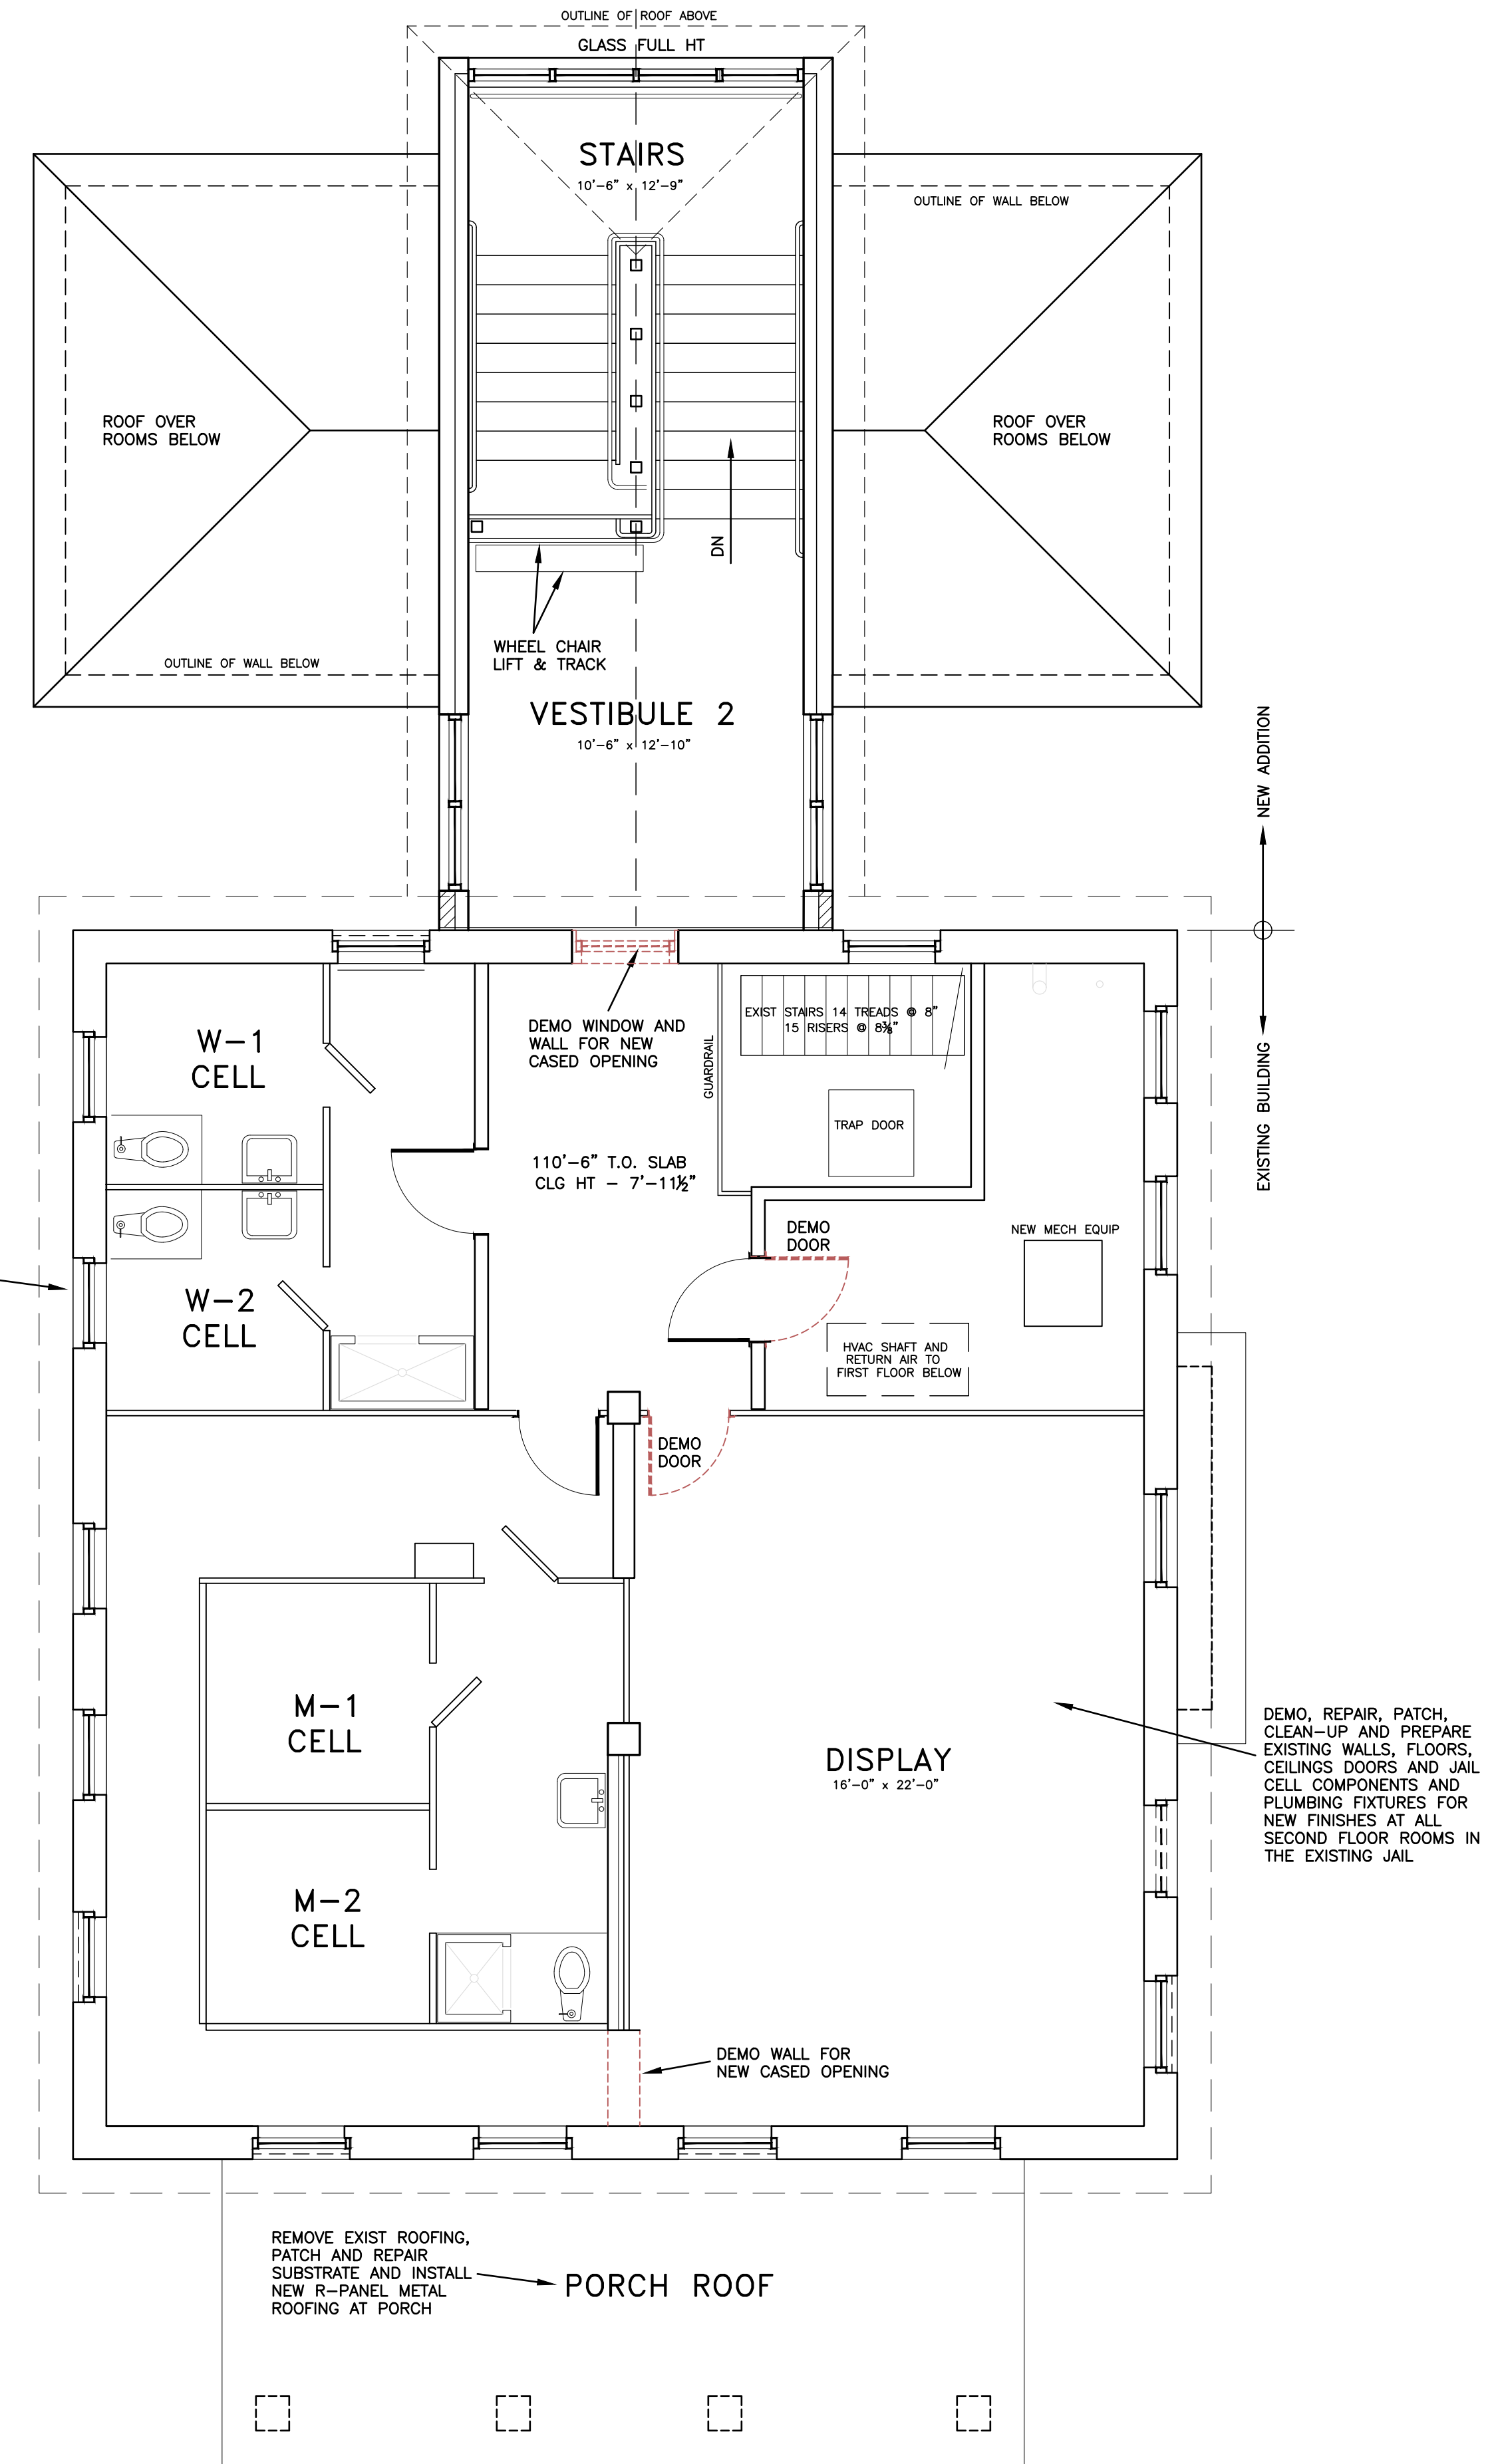 OUTLINE OF ROOF ABOVE
GLASS FULL HT
STAIRS
10'-6" x 12'-9"
OUTLINE OF WALL BELOW
ROOF OVER
ROOMS BELOW
ROOF OVER
ROOMS BELOW
DN
WHEEL CHAIR
LIFT & TRACK
OUTLINE OF WALL BELOW
VESTIBULE 2
10'-6" x 12'-10"
NEW ADDITION
EXISTING BUILDING
DEMO WINDOW AND
WALL FOR NEW
CASED OPENING
EXIST STAIRS 14 TREADS @ 8"
15 RISERS @ 8⅜"
GUARDRAIL
W-1
CELL
TRAP DOOR
110'-6" T.O. SLAB
CLG HT - 7'-11½"
DEMO
DOOR
NEW MECH EQUIP
W-2
CELL
HVAC SHAFT AND
RETURN AIR TO
FIRST FLOOR BELOW
DEMO
DOOR
M-1
CELL
DISPLAY
16'-0" x 22'-0"
DEMO, REPAIR, PATCH,
CLEAN-UP AND PREPARE
EXISTING WALLS, FLOORS,
CEILINGS DOORS AND JAIL
CELL COMPONENTS AND
PLUMBING FIXTURES FOR
NEW FINISHES AT ALL
SECOND FLOOR ROOMS IN
THE EXISTING JAIL
M-2
CELL
DEMO WALL FOR
NEW CASED OPENING
REMOVE EXIST ROOFING,
PATCH AND REPAIR
SUBSTRATE AND INSTALL
NEW R-PANEL METAL
ROOFING AT PORCH
PORCH ROOF